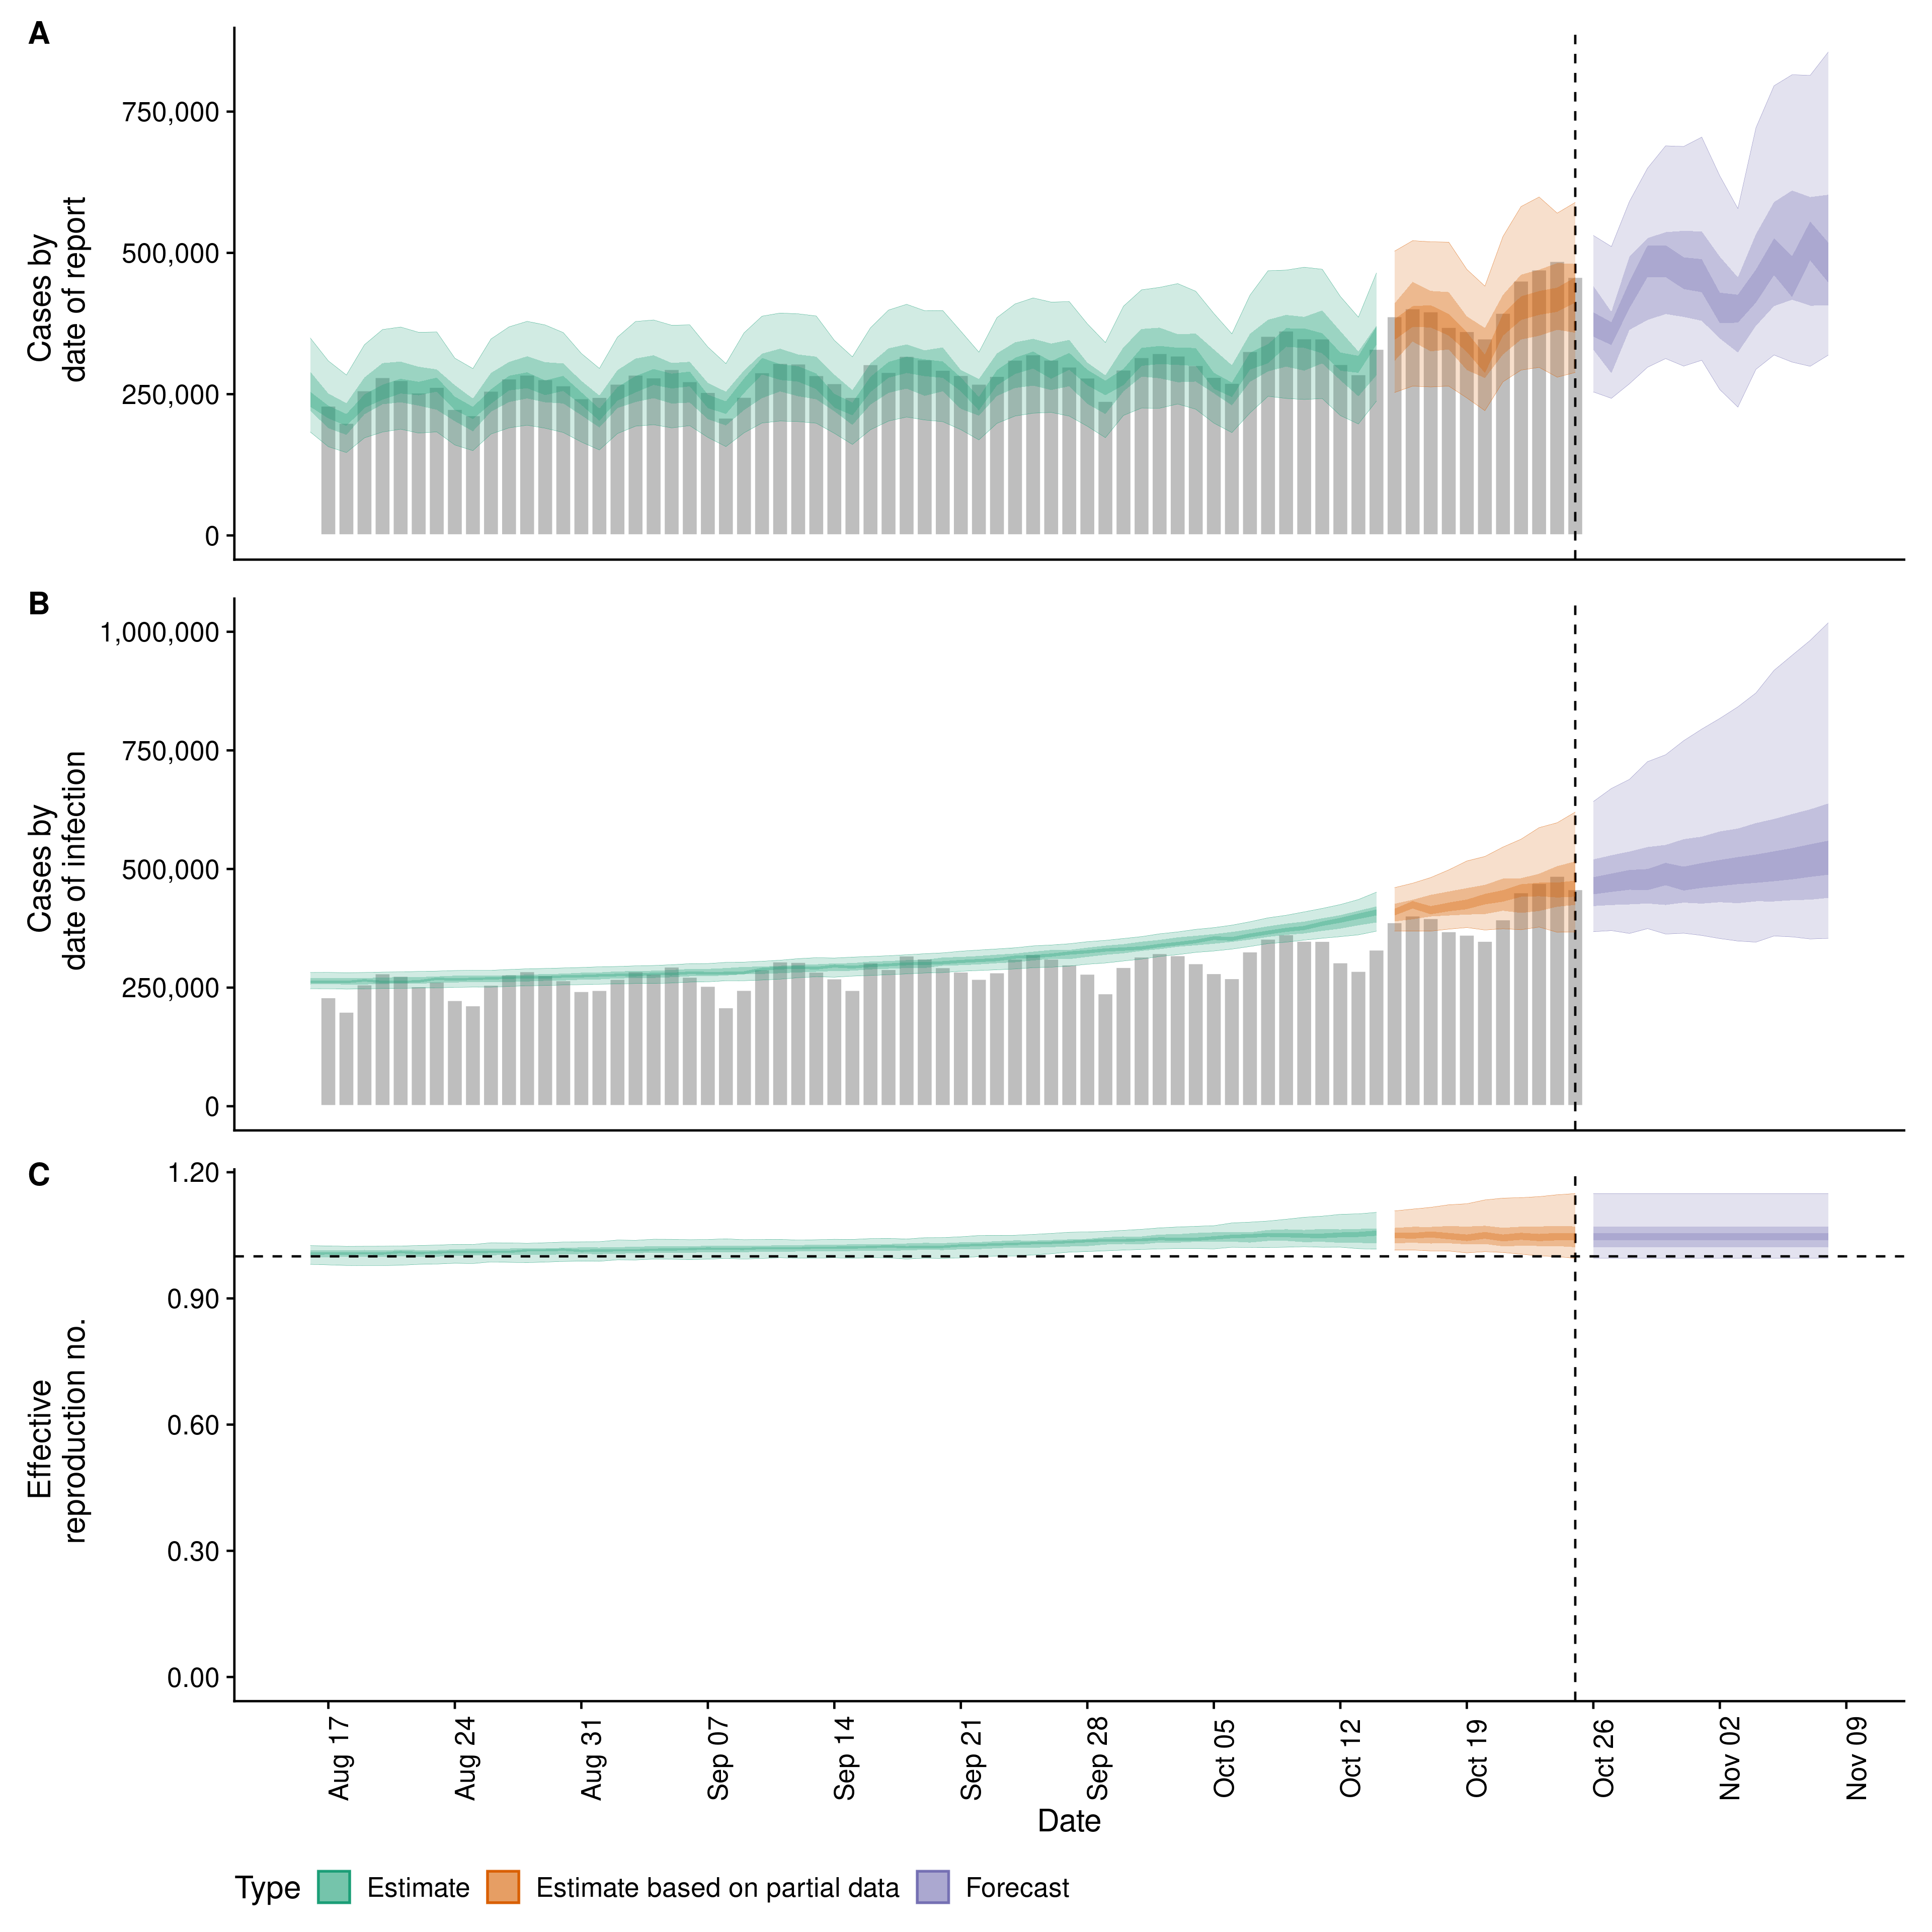 A
750,000
500,000
250,000
0
Cases by
date of report
B
1,000,000
750,000
500,000
250,000
0
Cases by
date of infection
C
1.20
0.90
0.60
0.30
0.00
Effective
reproduction no.
Aug 17
Aug 24
Aug 31
Sep 07
Sep 14
Sep 21
Sep 28
Oct 05
Oct 12
Oct 19
Oct 26
Nov 02
Nov 09
Date
Type Estimate Estimate based on partial data Forecast